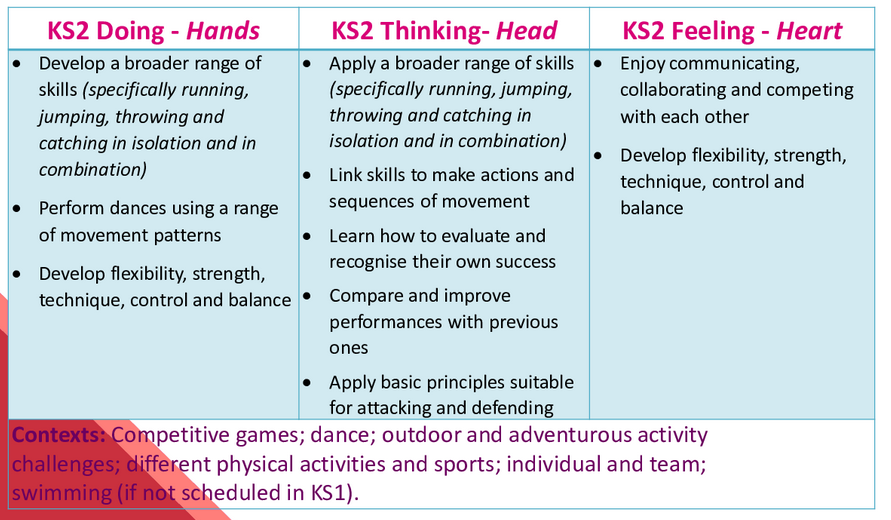 KS2 Doing - Hands
Develop a broader range of
skills (specifically running,
jumping, throwing and
catching in isolation and in
combination)
Perform dances using a range
of movement patterns
Develop flexibility, strength,
technique, control and balance
KS2 Thinking- Head
Apply a broader range of skills
(specifically running, jumping,
throwing and catching in
isolation and in combination)
Link skills to make actions and
sequences of movement
Learn how to evaluate and
recognise their own success
Compare and improve
performances with previous
ones
Apply basic principles suitable
for attacking and defending
KS2 Feeling - Heart
Enjoy communicating,
collaborating and competing
with each other
Develop flexibility, strength,
technique, control and
balance
Contexts: Competitive games; dance; outdoor and adventurous activity
challenges; different physical activities and sports; individual and team;
swimming (if not scheduled in KS1).